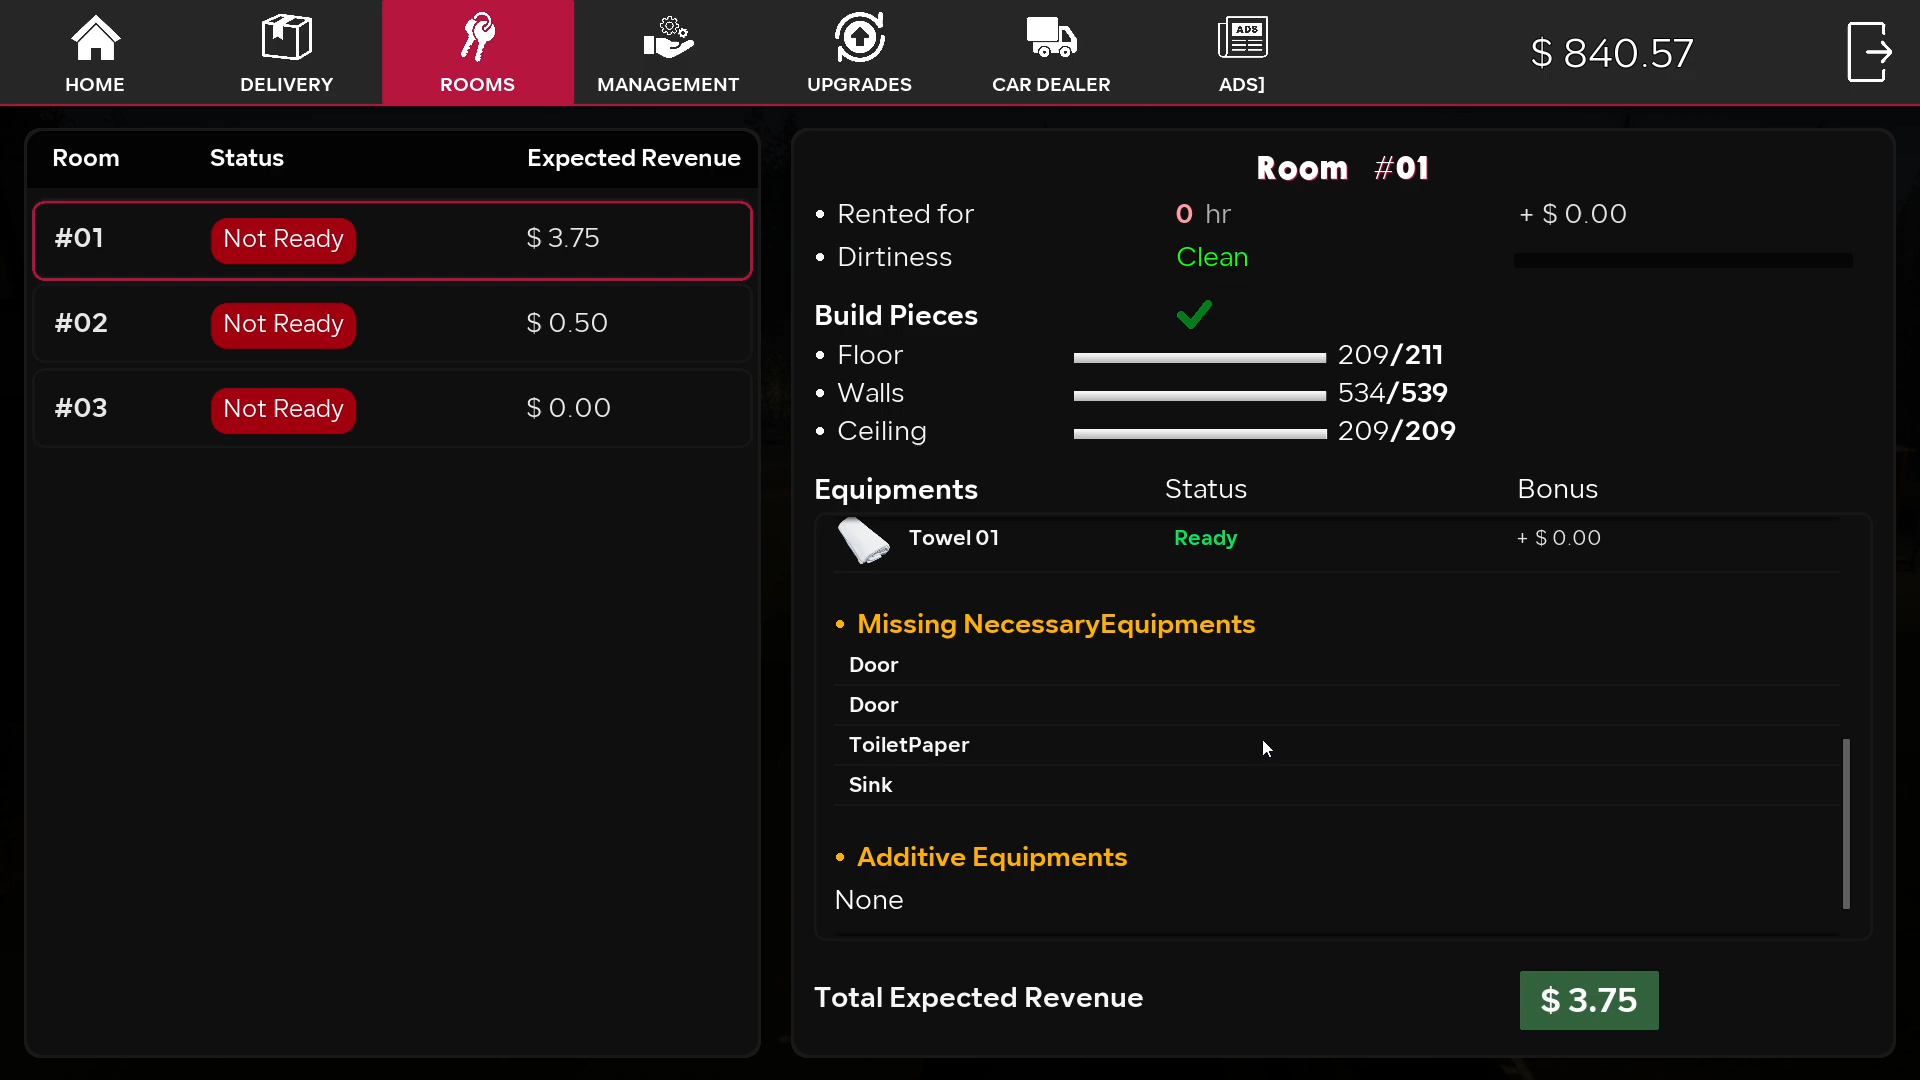 HOME
DELIVERY
ROOMS
MANAGEMENT
UPGRADES
CAR DEALER
ADS
ADS]
$ 840.57
Room Status Expected Revenue
#01 Not Ready $ 3.75
#02 Not Ready $ 0.50
#03 Not Ready $ 0.00
Room #01
• Rented for 0 hr + $ 0.00
• Dirtiness Clean
Build Pieces
• Floor 209/211
• Walls 534/539
• Ceiling 209/209
Equipments Status Bonus
Towel 01 Ready + $ 0.00
• Missing NecessaryEquipments
Door
Door
ToiletPaper
Sink
• Additive Equipments
None
Total Expected Revenue $ 3.75